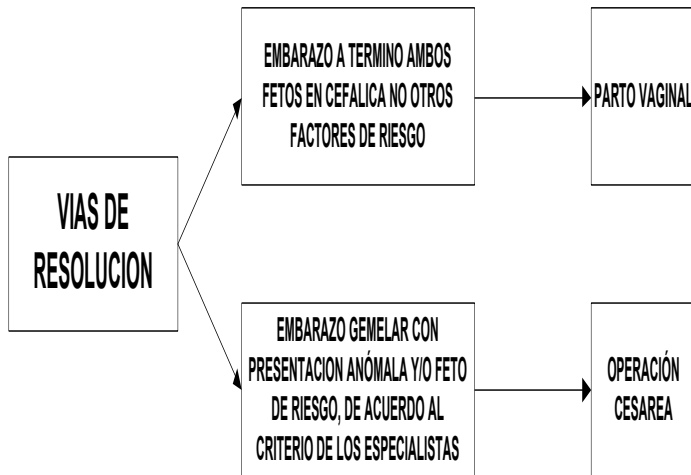 VIAS DE
RESOLUCION
EMBARAZO A TERMINO AMBOS
FETOS EN CEFALICA NO OTROS
FACTORES DE RIESGO
PARTO VAGINAL
EMBARAZO GEMELAR CON
PRESENTACION ANÓMALA Y/O FETO
DE RIESGO, DE ACUERDO AL
CRITERIO DE LOS ESPECIALISTAS
OPERACIÓN
CESAREA